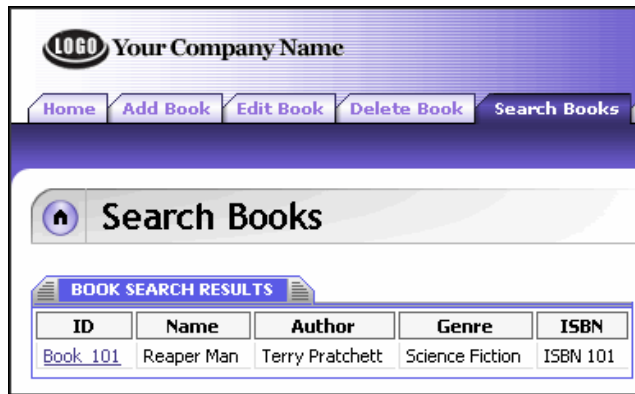 LOGO Your Company Name
Home Add Book Edit Book Delete Book Search Books
Search Books
BOOK SEARCH RESULTS
ID Name Author Genre ISBN
Book 101 Reaper Man Terry Pratchett Science Fiction ISBN 101